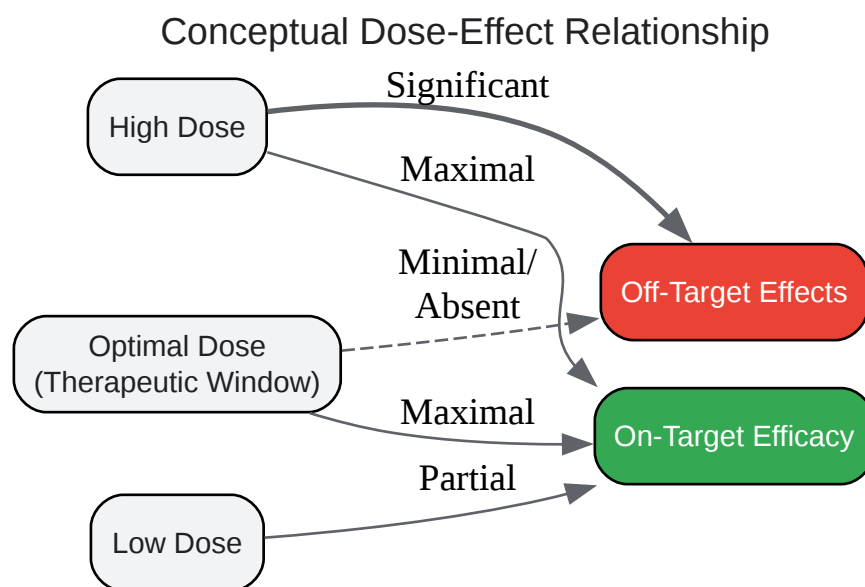 Conceptual Dose-Effect Relationship
Significant
High Dose
Maximal
Minimal/
Absent
Off-Target Effects
Optimal Dose
(Therapeutic Window)
Maximal
On-Target Efficacy
Partial
Low Dose